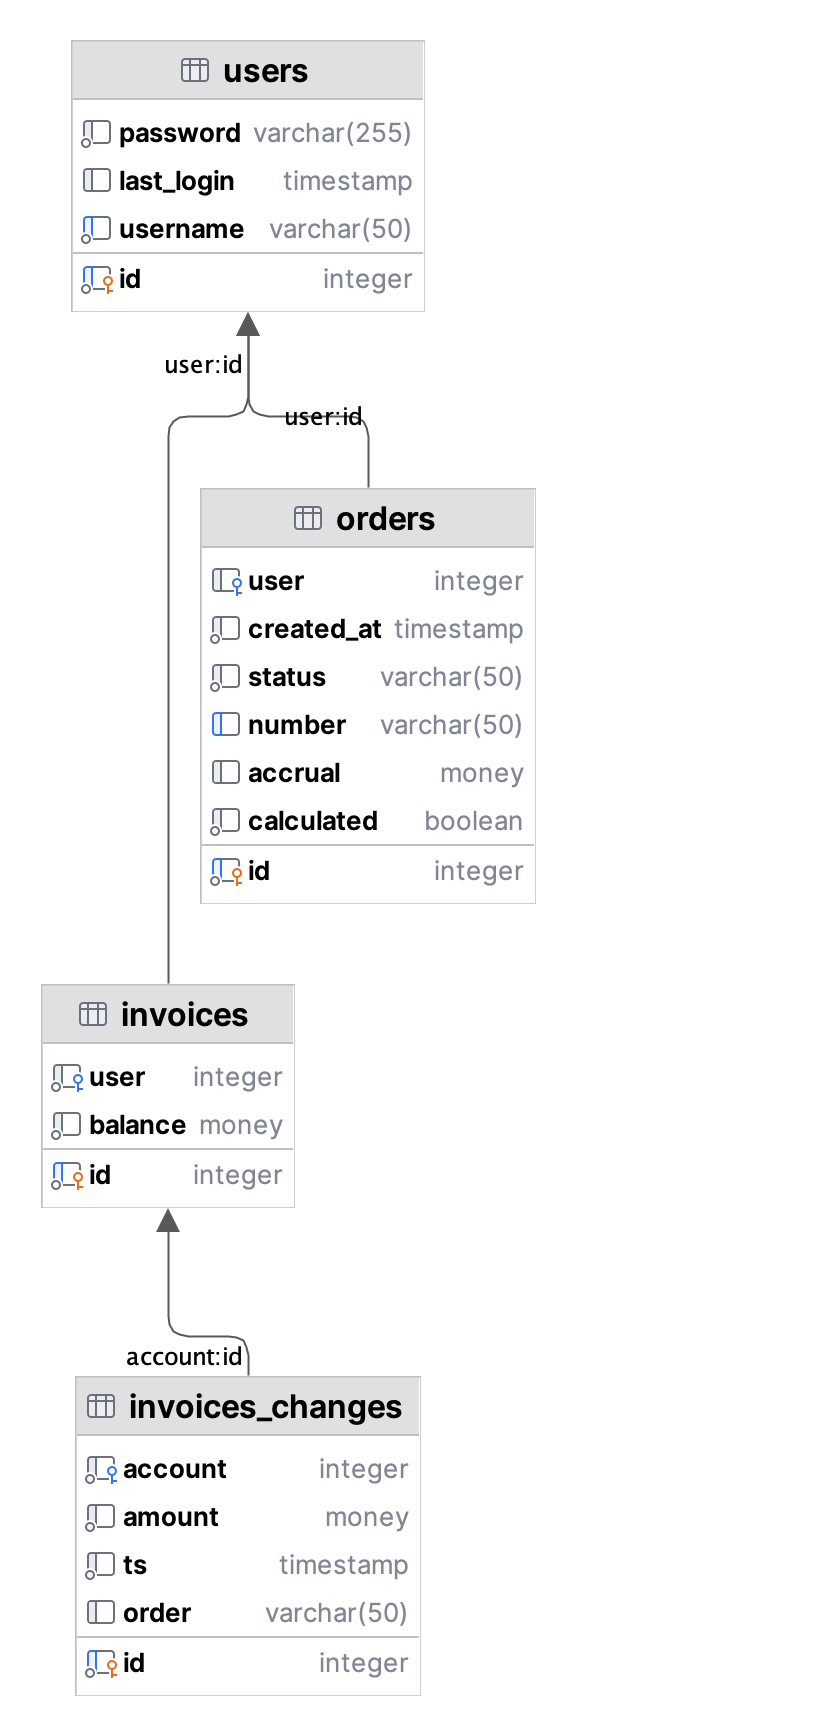 users
password varchar(255)
last_login timestamp
username varchar(50)
id integer
user:id
user:id
orders
user integer
created_at timestamp
status varchar(50)
number varchar(50)
accrual money
calculated boolean
id integer
invoices
user integer
balance money
id integer
account:id
invoices_changes
account integer
amount money
ts timestamp
order varchar(50)
id integer